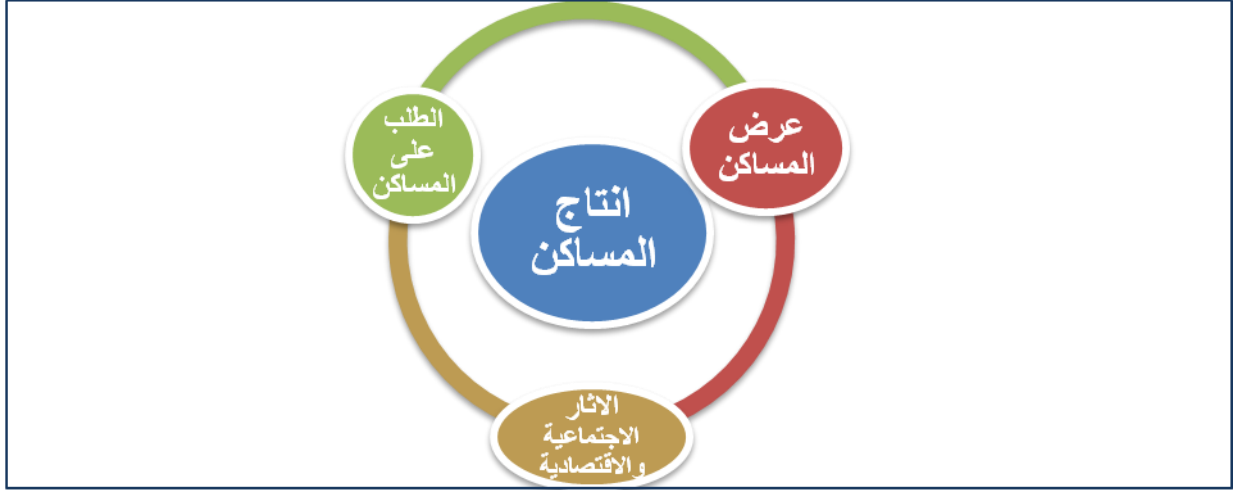 عرض
المساكن
الطلب
على
المساكن
انتاج
المساكن
الاثار
الاجتماعية
والاقتصادية